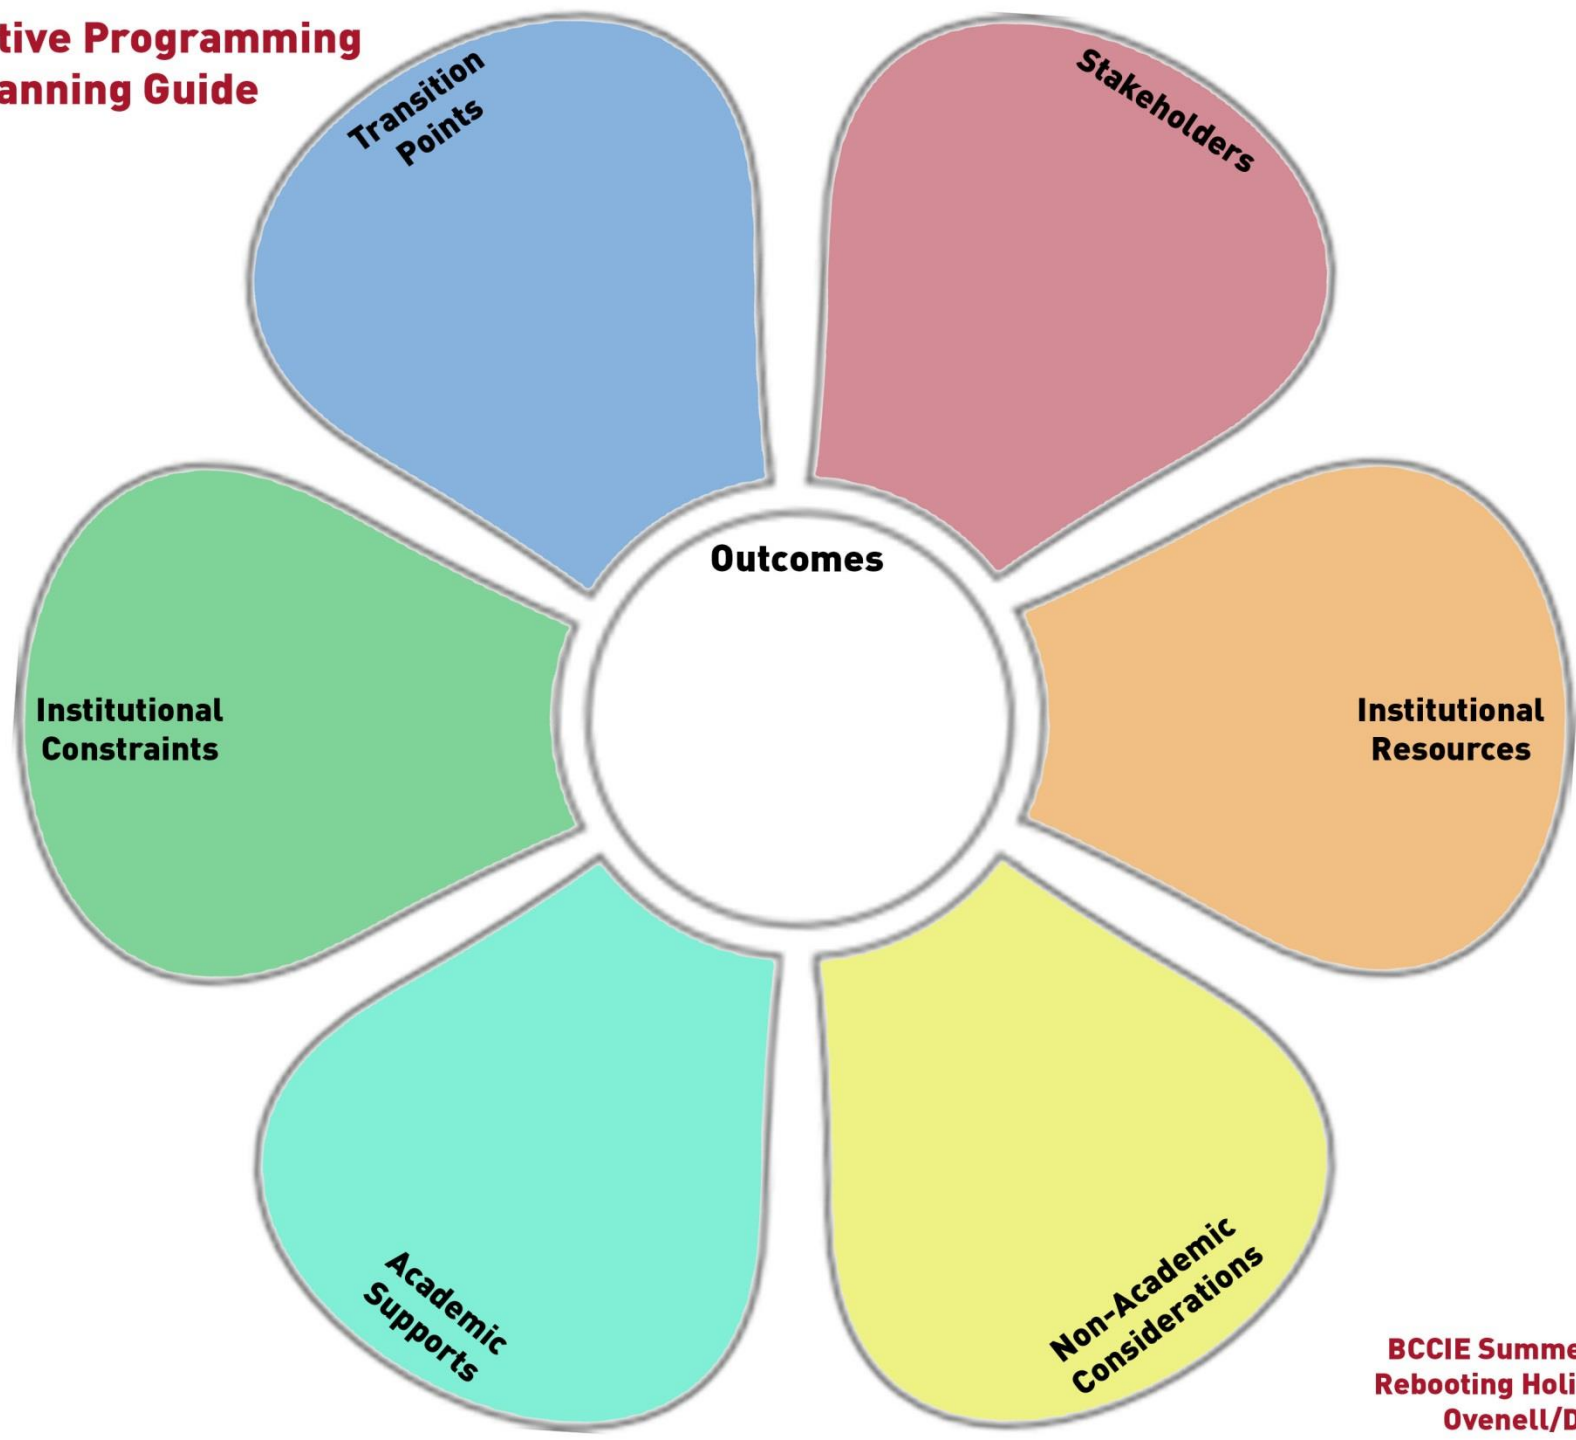 tive Programming
anning Guide
Transition
Points
Stakeholders
Outcomes
Institutional
Constraints
Institutional
Resources
Academic
Supports
Non-Academic
Considerations
BCCIE Summe
Rebooting Holi
Ovenell/D